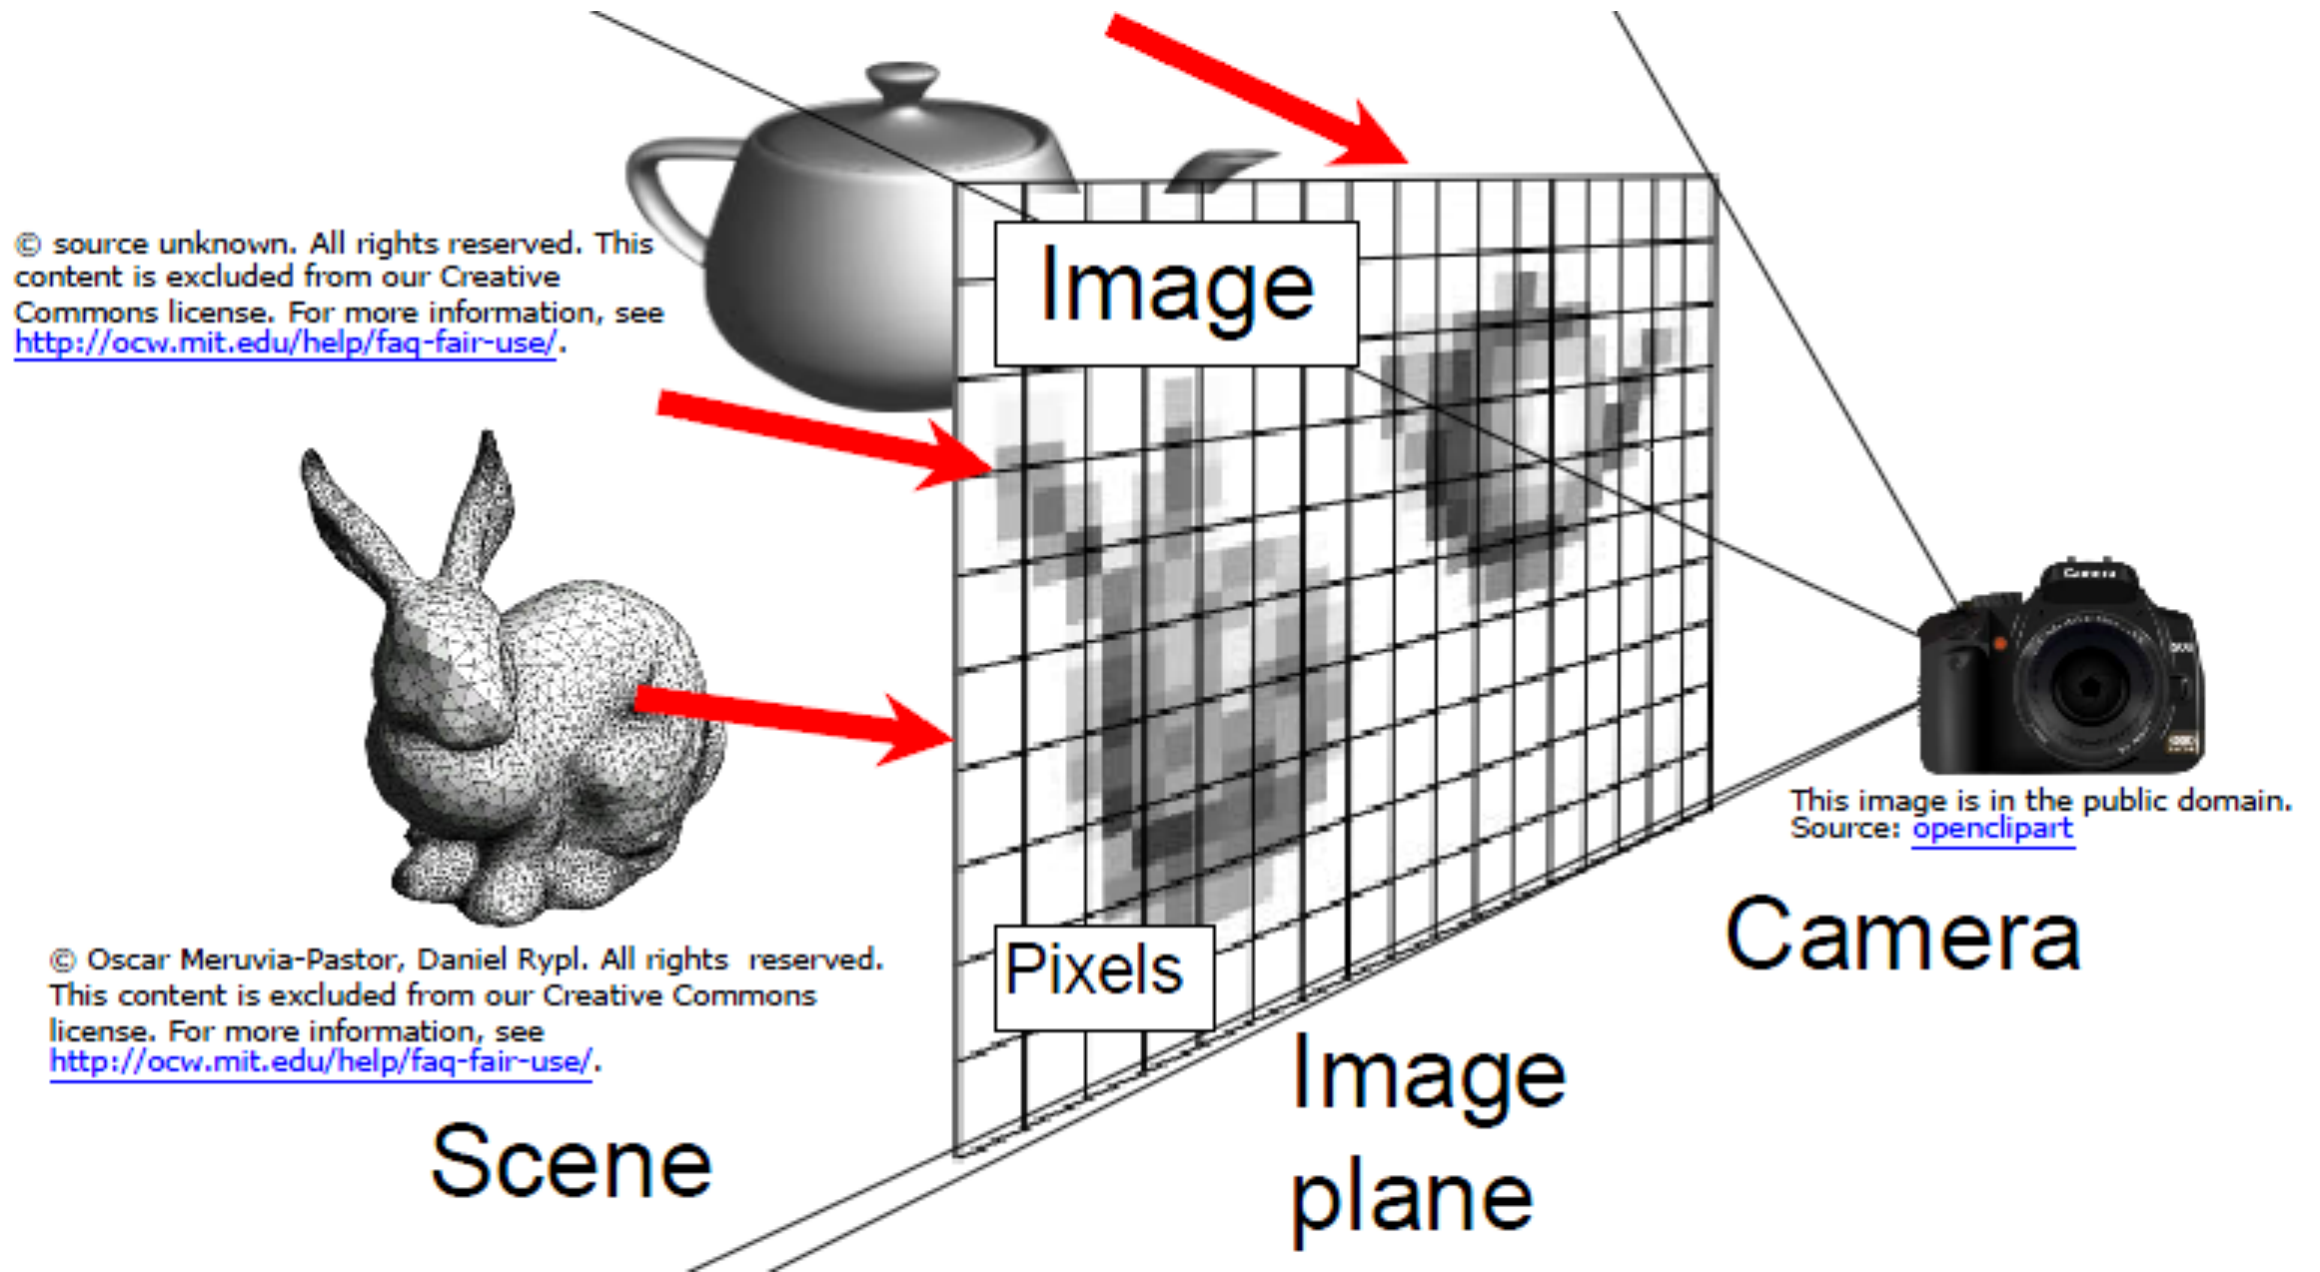 © source unknown. All rights reserved. This
content is excluded from our Creative
Commons license. For more information, see
http://ocw.mit.edu/help/faq-fair-use/.
Image
Camera
This image is in the public domain.
Source: openclipart
Pixels
Camera
© Oscar Meruvia-Pastor, Daniel Rypl. All rights reserved.
This content is excluded from our Creative Commons
license. For more information, see
http://ocw.mit.edu/help/faq-fair-use/.
Image
plane
Scene